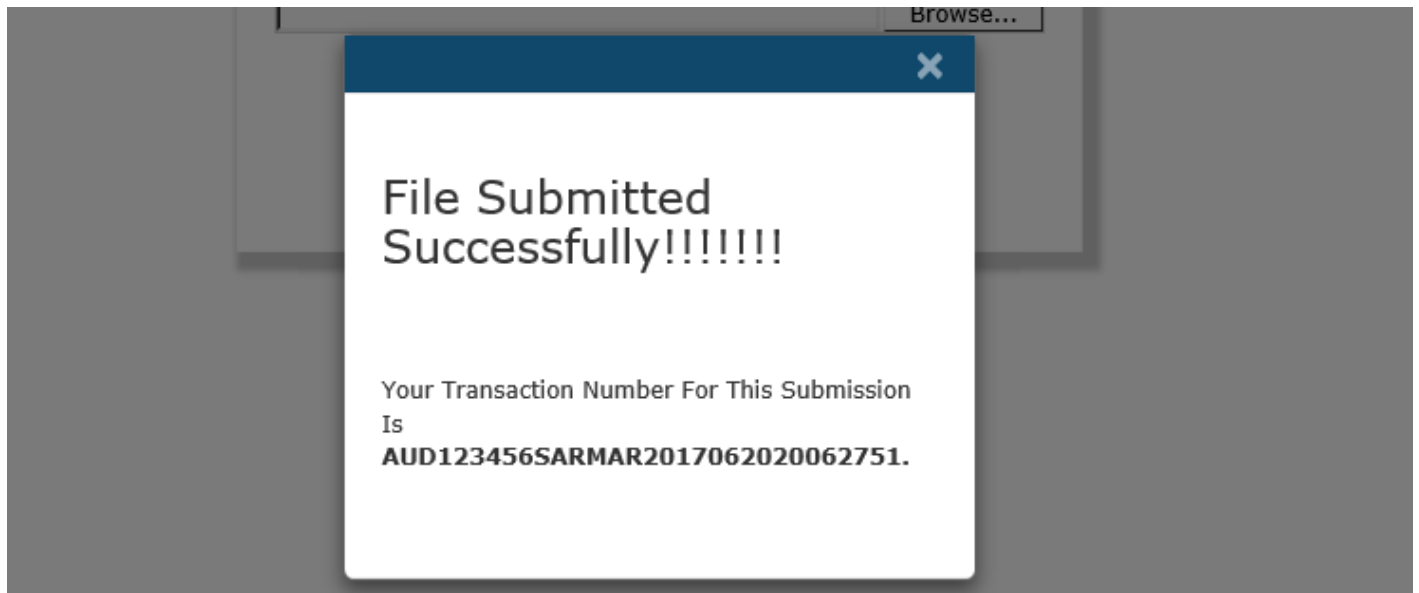 Browse...
File Submitted
Successfully!!!!!!!
Your Transaction Number For This Submission
Is
AUD123456SARMAR2017062020062751.